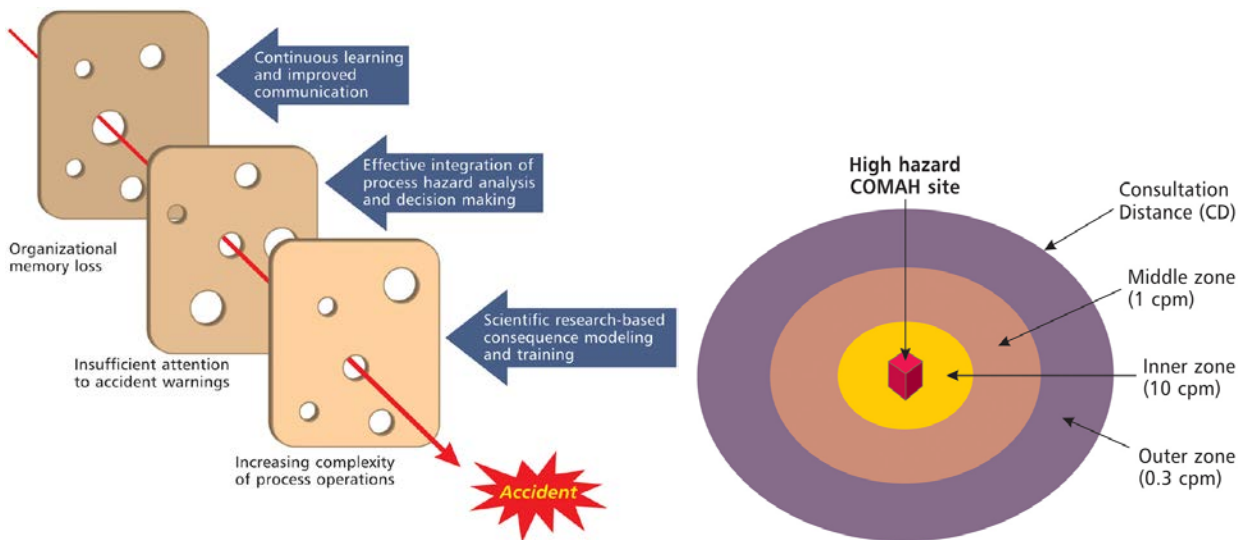 Continuous learning
and improved
communication
Effective integration of
process hazard analysis
and decision making
Organizational
memory loss
Scientific research-based
consequence modeling
and training
Insufficient attention
to accident warnings
Increasing complexity
of process operations
Accident
High hazard
COMAH site
Consultation
Distance (CD)
Middle zone
(1 cpm)
Inner zone
(10 cpm)
Outer zone
(0.3 cpm)